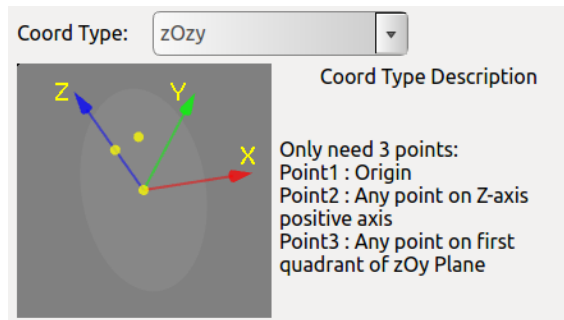 Coord Type: zOzy
Coord Type Description
Z
Y
X
Only need 3 points:
Point1 : Origin
Point2 : Any point on Z-axis
positive axis
Point3 : Any point on first
quadrant of zOy Plane